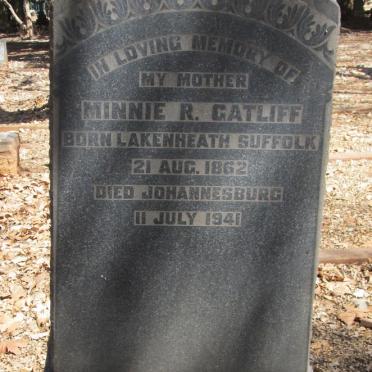 IN LOVING MEMORY OF
MY MOTHER
MINNIE R. GATLIFF
BORN LAKENHEATH SUFFOLK
21 AUG. 1862
DIED JOHANNESBURG
11 JULY 1941